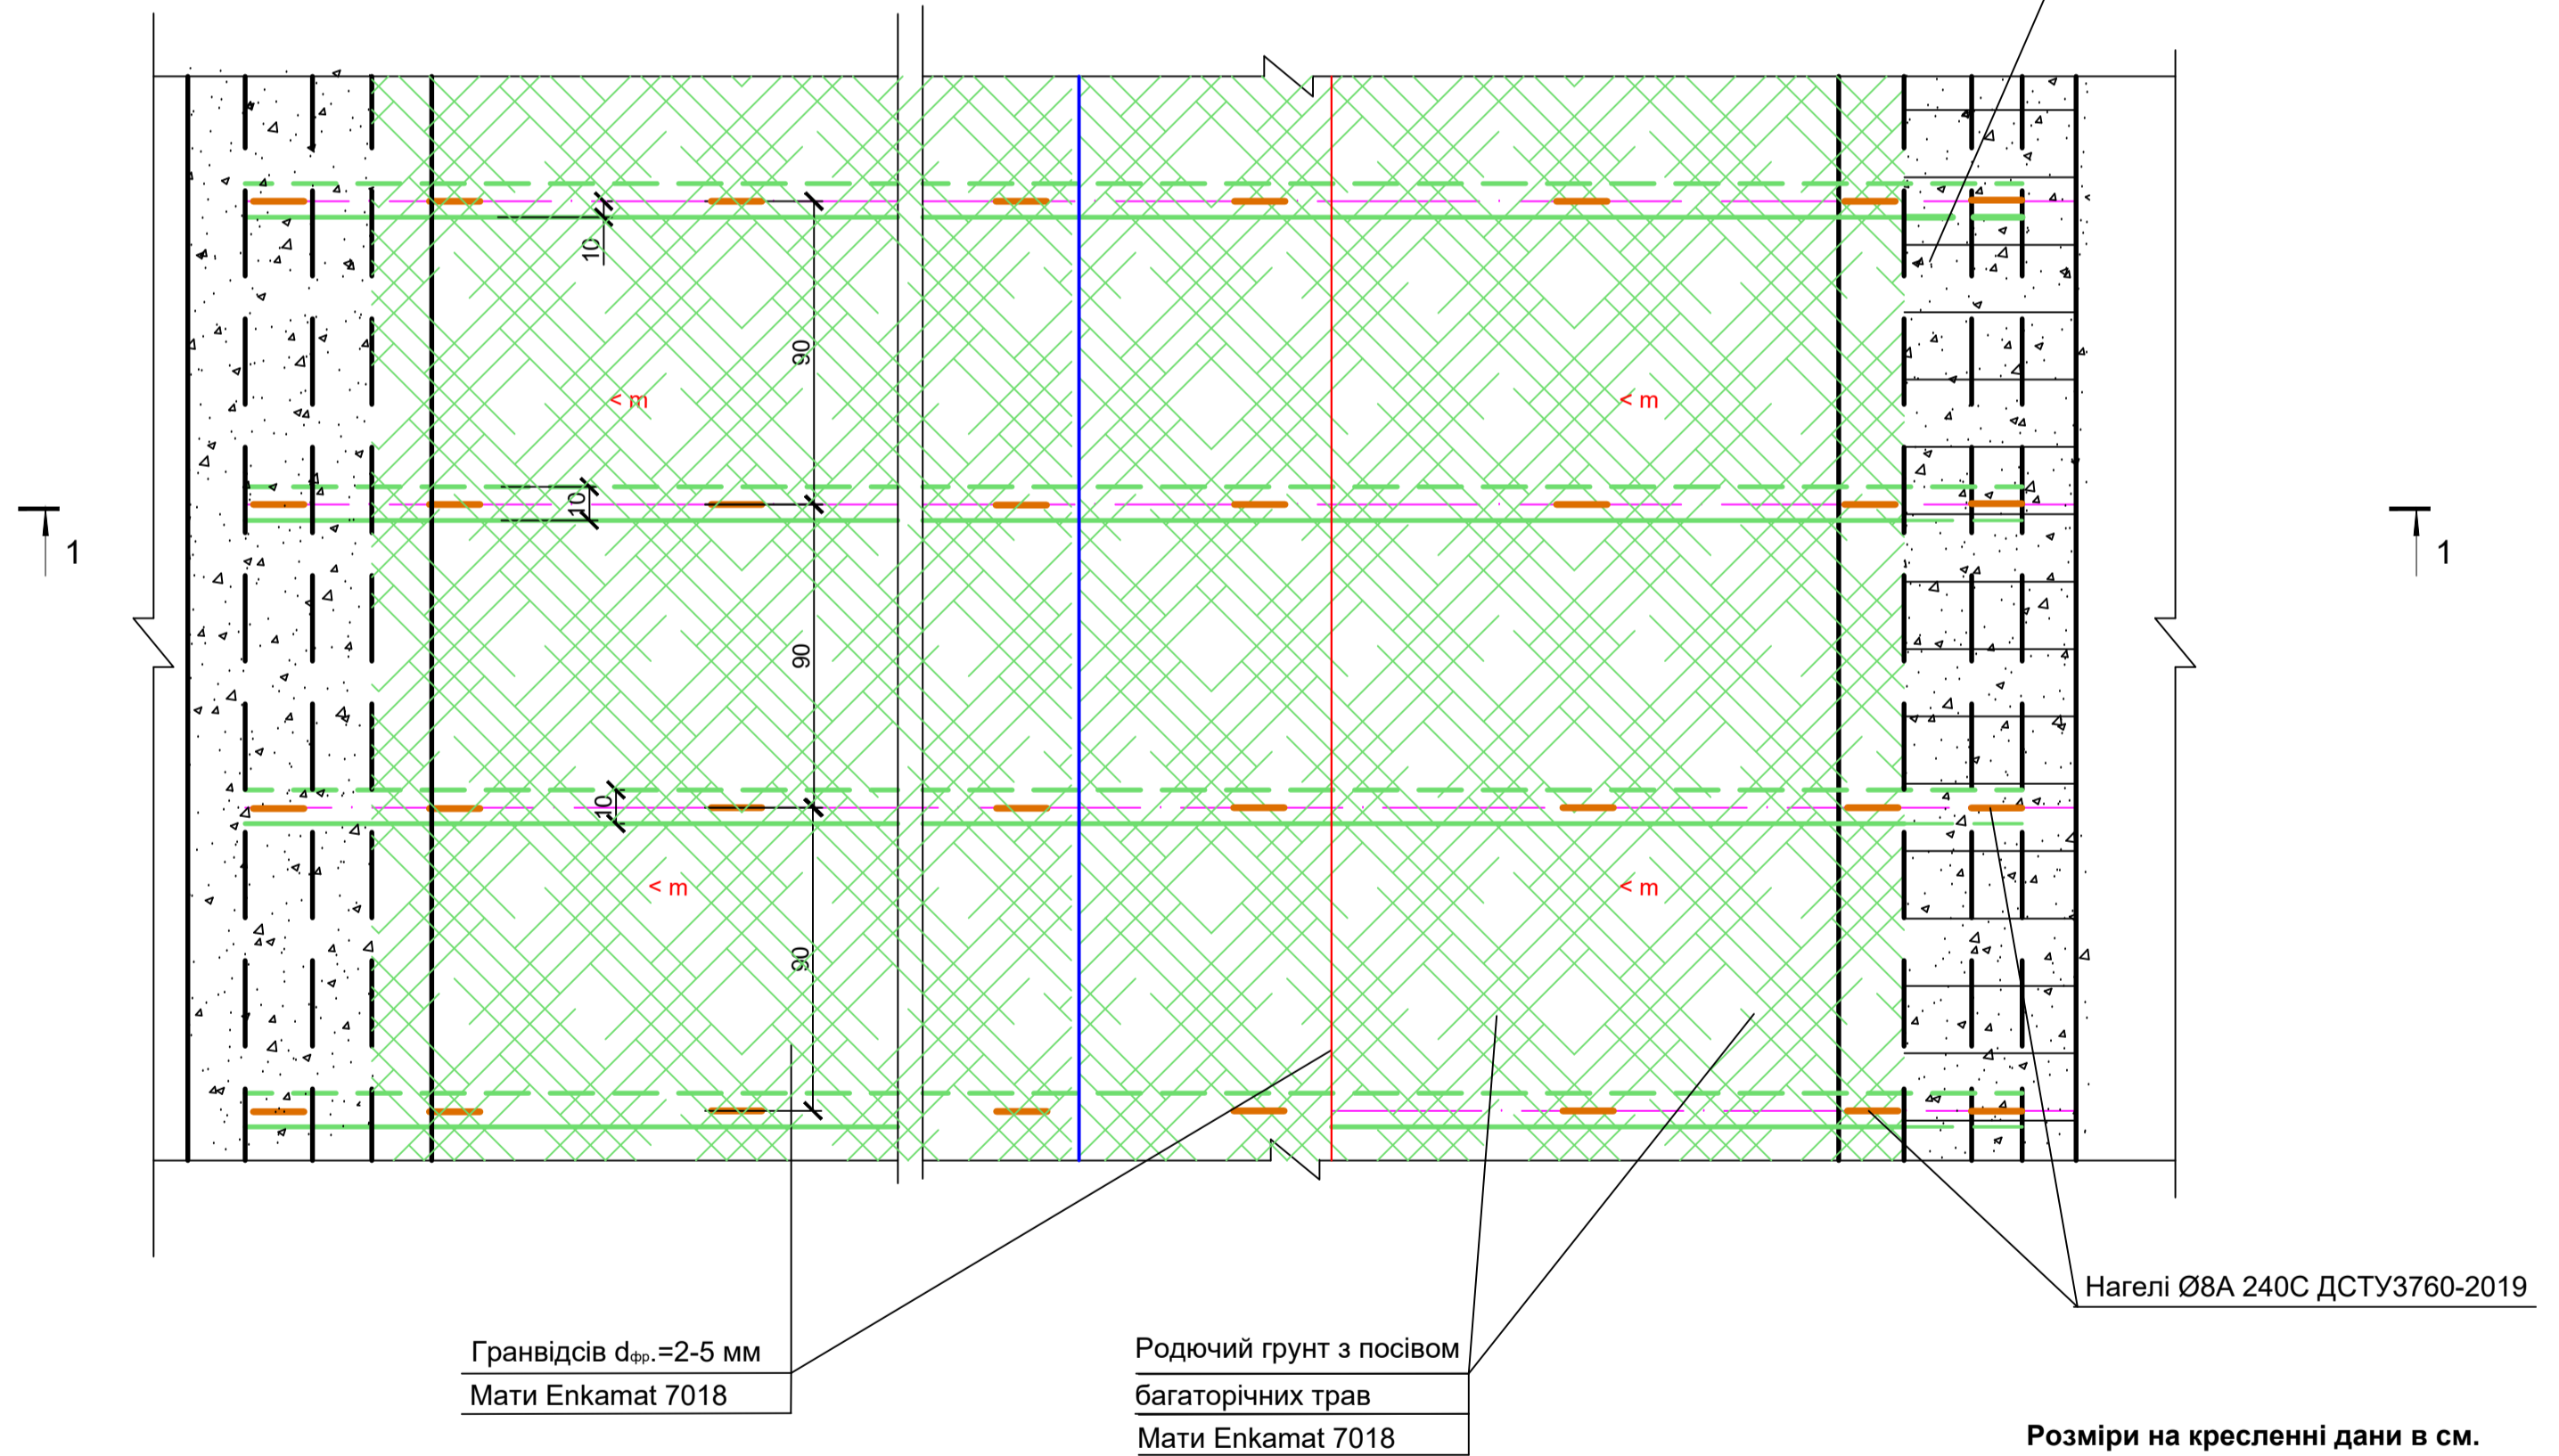 10
90
< m
< m
10
1
1
90
10
< m
< m
90
Нагелі Ø8А 240С ДСТУ3760-2019
Гранвідсів dфр.=2-5 мм
Мати Enkamat 7018
Родючий грунт з посівом
багаторічних трав
Мати Enkamat 7018
Розміри на кресленні дани в см.